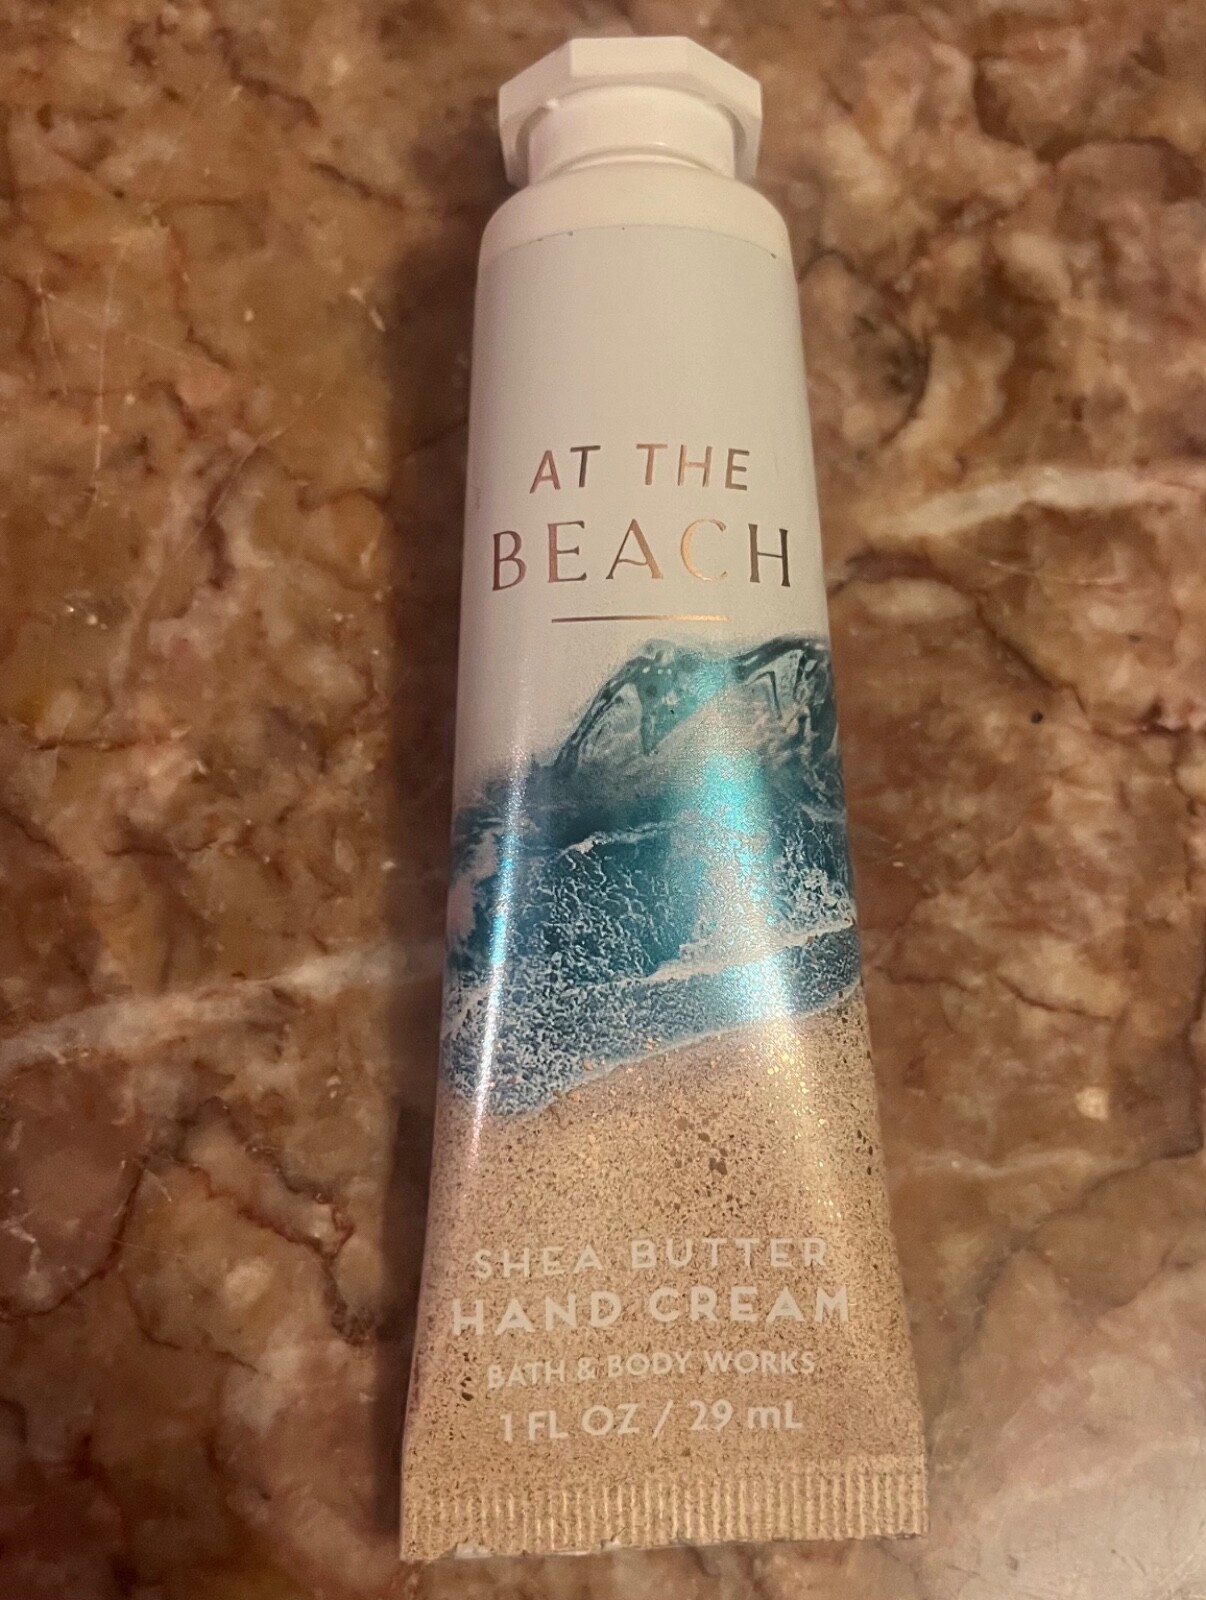 AT THE
BEACH
SHEA BUTTER
HAND CREAM
BATH & BODY WORKS
1 FL OZ / 29 mL